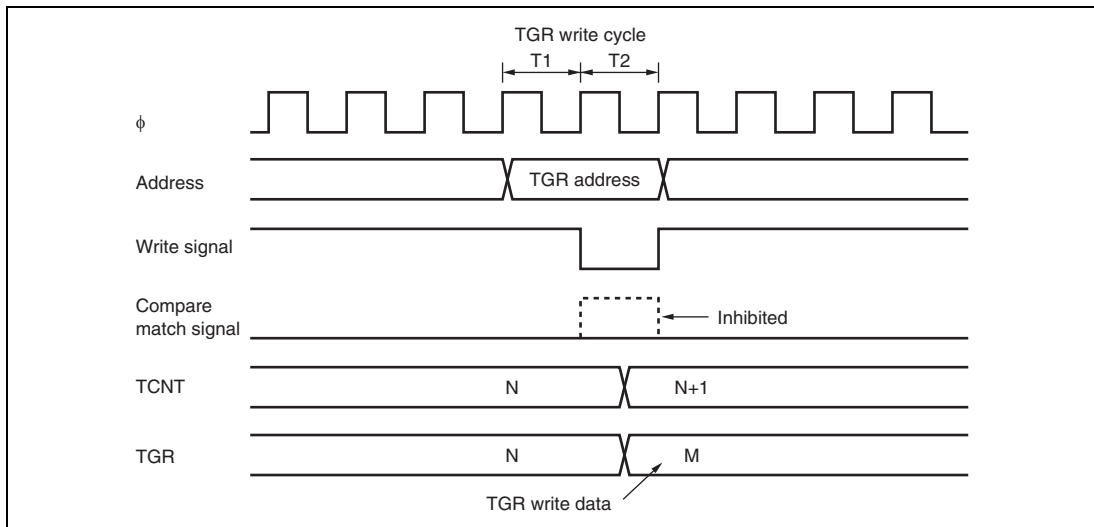 TGR write cycle
T1 T2
ϕ
Address TGR address
Write signal
Compare
match signal
Inhibited
TCNT N N+1
TGR N M
TGR write data